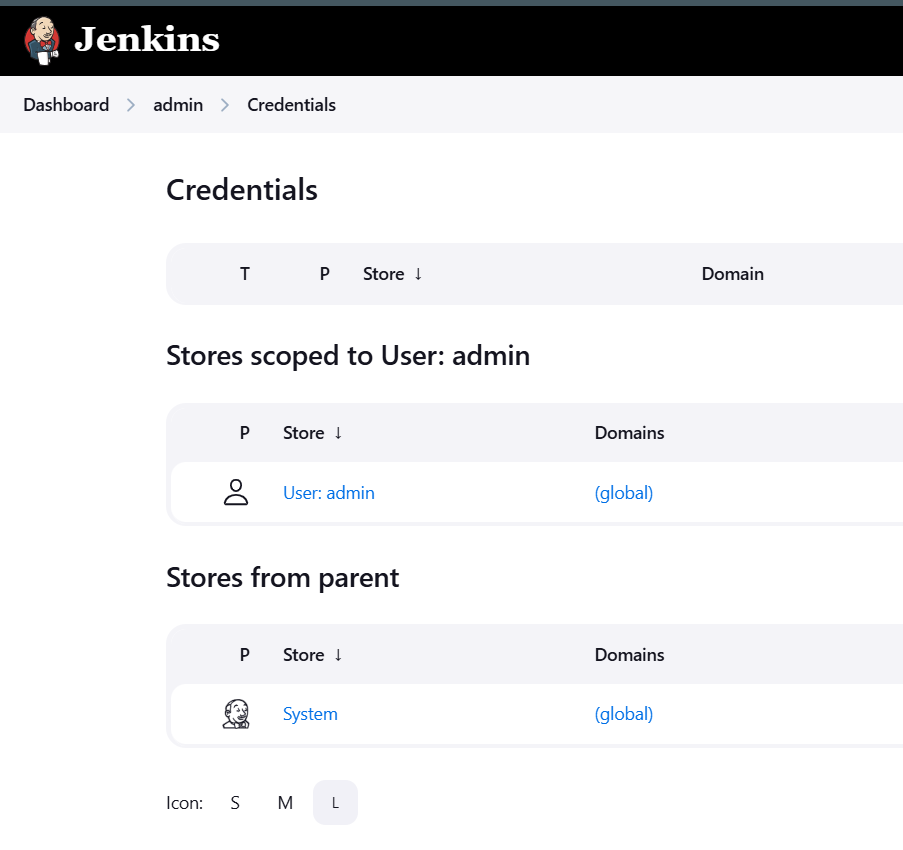 Jenkins
Dashboard > admin > Credentials
Credentials
T P Store ↓ Domain
Stores scoped to User: admin
P Store ↓ Domains
User: admin (global)
Stores from parent
P Store ↓ Domains
System (global)
Icon: S M L